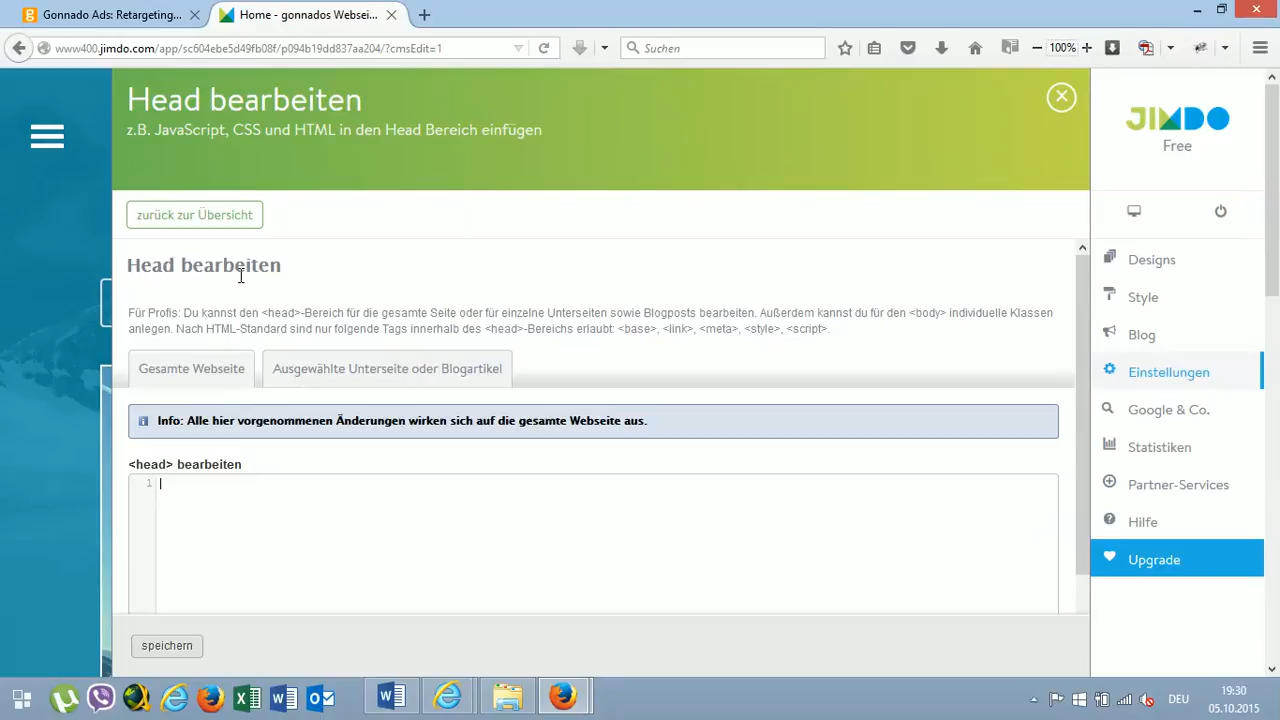 Gonnado Ads: Retargeting...
Home - gonnados Websei...
www400.jimdo.com/app/sc604ebe5d49fb08f/p094b19dd837aa204/?cmsEdit=1
Suchen
100%
Head bearbeiten
z.B. JavaScript, CSS und HTML in den Head Bereich einfügen
JIMDO
Free
zurück zur Übersicht
Head bearbeiten
Für Profis: Du kannst den <head>-Bereich für die gesamte Seite oder für einzelne Unterseiten sowie Blogposts bearbeiten. Außerdem kannst du für den <body> individuelle Klassen
anlegen. Nach HTML-Standard sind nur folgende Tags innerhalb des <head>-Bereichs erlaubt: <base>, <link>, <meta>, <style>, <script>.
Gesamte Webseite
Ausgewählte Unterseite oder Blogartikel
Info: Alle hier vorgenommenen Änderungen wirken sich auf die gesamte Webseite aus.
<head> bearbeiten
1
speichern
Designs
Style
Blog
Einstellungen
Google & Co.
Statistiken
Partner-Services
Hilfe
Upgrade
DEU
19:30
05.10.2015